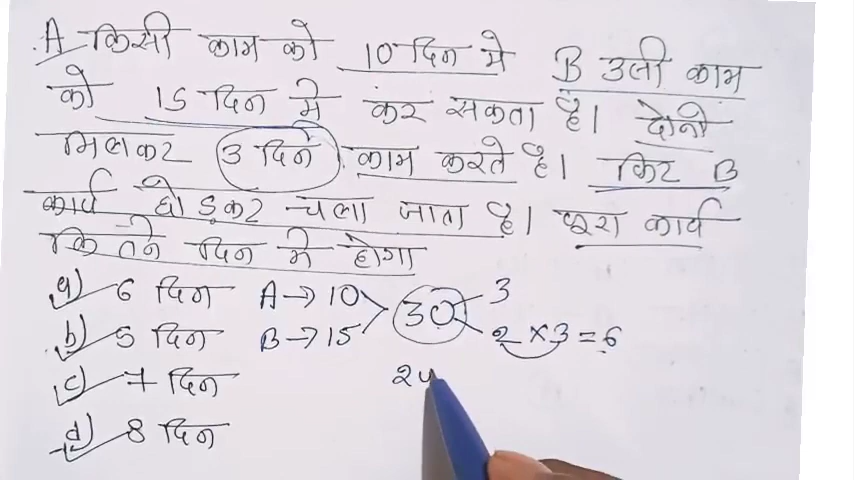 A किसी काम को 10 दिन मे B उसी काम
को 15 दिन मे कर सकता है। दोनो
मिलकर 3 दिन काम करते है। फिर B
कार्य छोड़कर चला जाता है। पूरा कार्य
कितने दिन में होगा
a) 6 दिन A→10 30 3
b) 5 दिन B→15 2×3=6
c) 7 दिन 24
d) 8 दिन